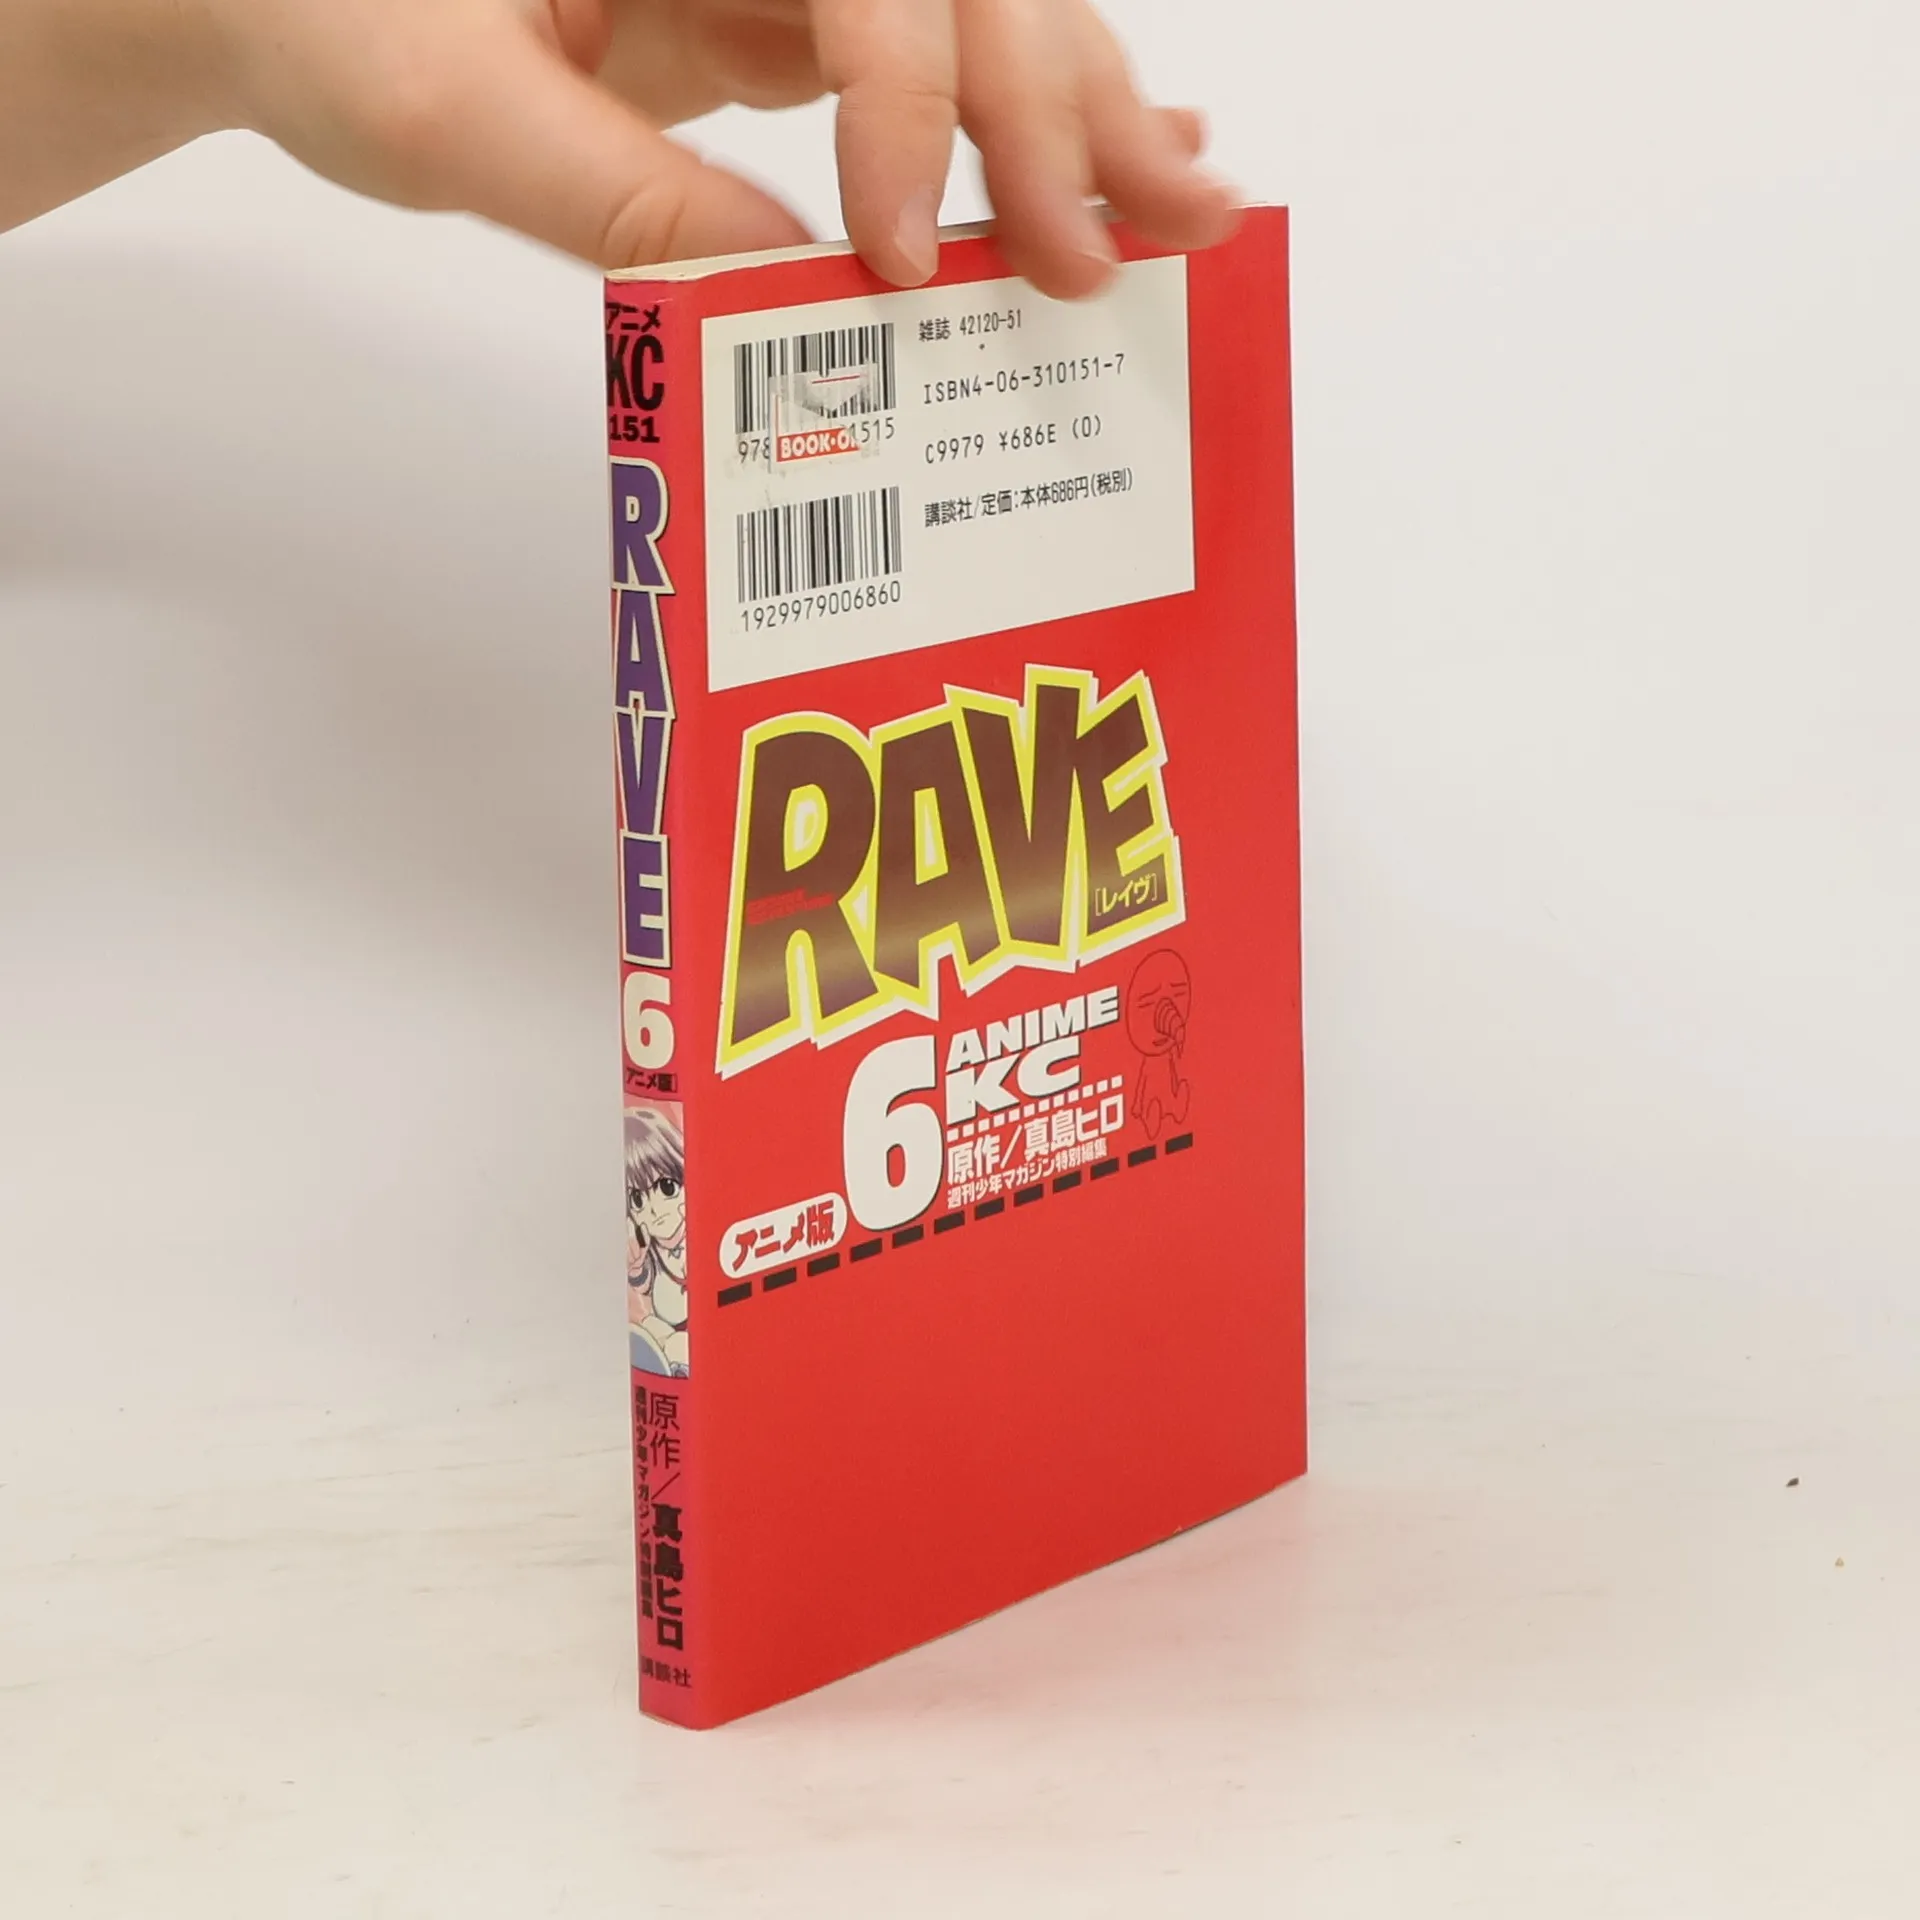 アニメ
KC
151
RAVE
6
アニメ版
原作/真島ヒロ
週刊少年マガジン特別編集
講談社
雑誌 42120-51
ISBN4-06-310151-7
C9979 ¥686E (0)
講談社/定価:本体686円(税別)
978
1515
BOOK・O
1929979006860
RAVE
[レイヴ]
6
ANIME
KC
原作/真島ヒロ
週刊少年マガジン特別編集
アニメ版